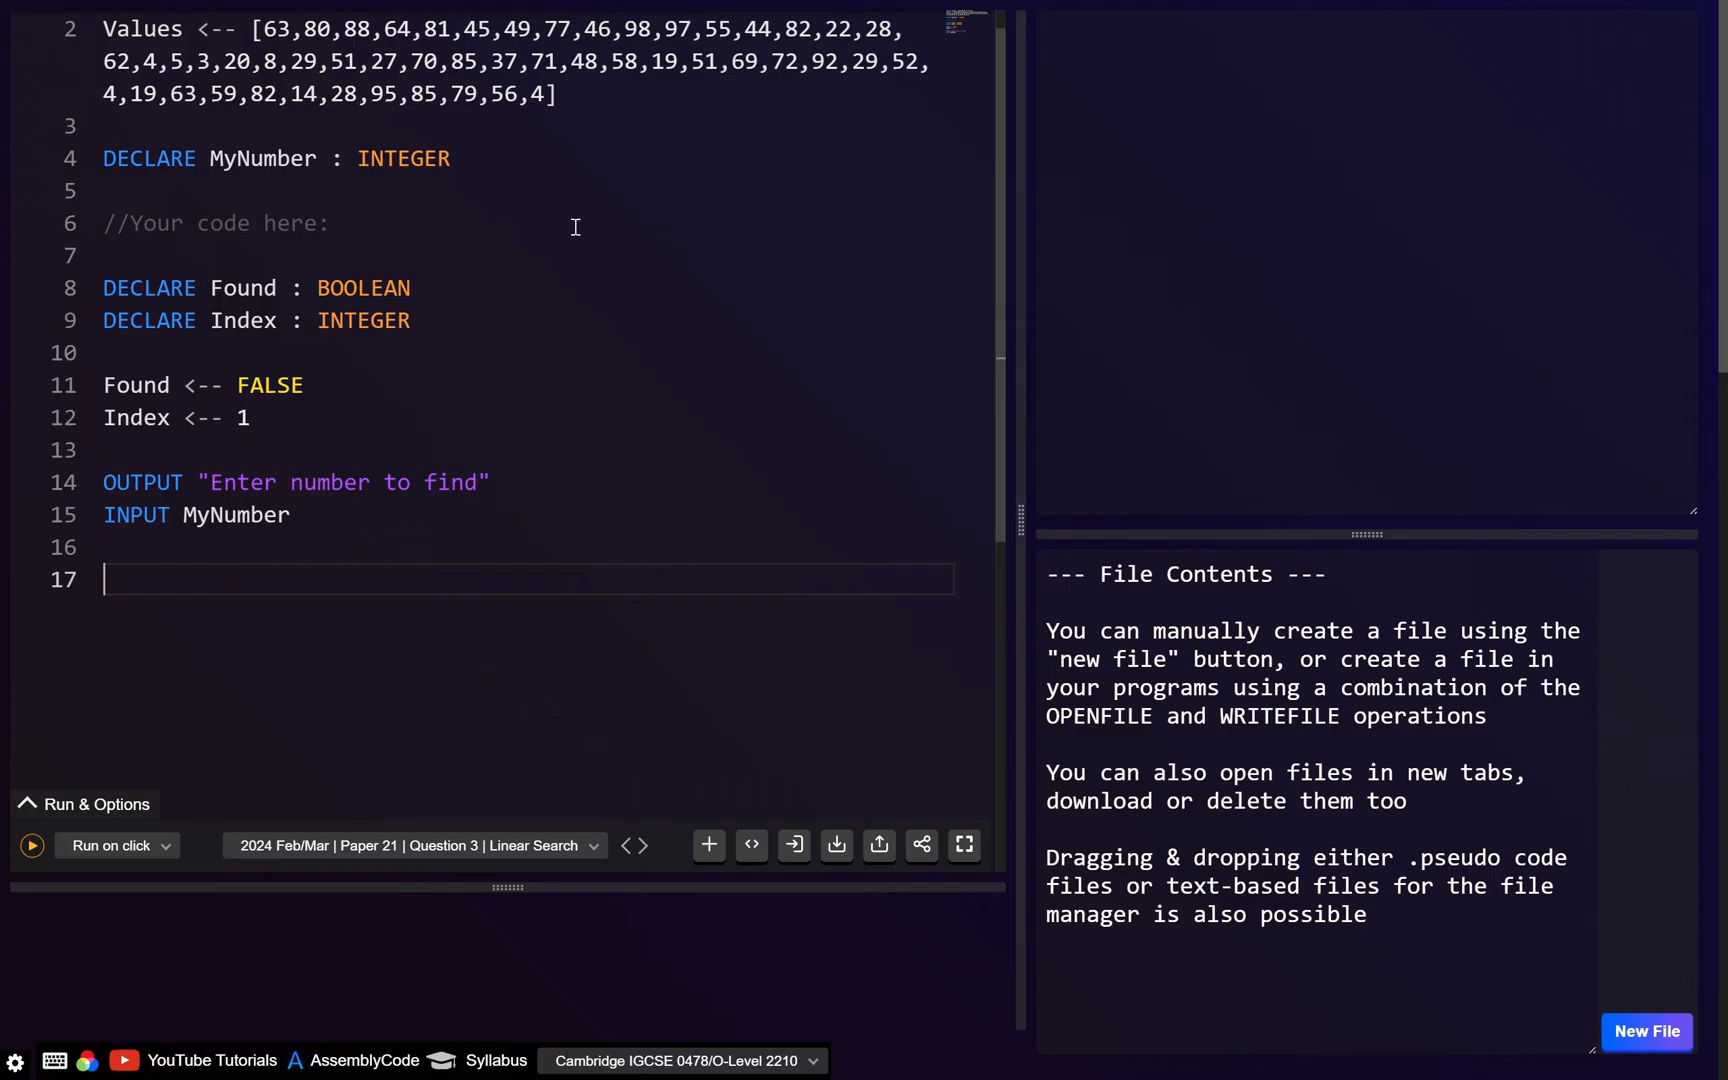 2 Values <-- [63,80,88,64,81,45,49,77,46,98,97,55,44,82,22,28,
62,4,5,3,20,8,29,51,27,70,85,37,71,48,58,19,51,69,72,92,29,52,
4,19,63,59,82,14,28,95,85,79,56,4]
3
4 DECLARE MyNumber : INTEGER
5
6 //Your code here:
7
8 DECLARE Found : BOOLEAN
9 DECLARE Index : INTEGER
10
11 Found <-- FALSE
12 Index <-- 1
13
14 OUTPUT "Enter number to find"
15 INPUT MyNumber
16
17
Run & Options
Run on click
2024 Feb/Mar | Paper 21 | Question 3 | Linear Search
--- File Contents ---
You can manually create a file using the
"new file" button, or create a file in
your programs using a combination of the
OPENFILE and WRITEFILE operations
You can also open files in new tabs,
download or delete them too
Dragging & dropping either .pseudo code
files or text-based files for the file
manager is also possible
New File
YouTube Tutorials
AssemblyCode
Syllabus
Cambridge IGCSE 0478/O-Level 2210